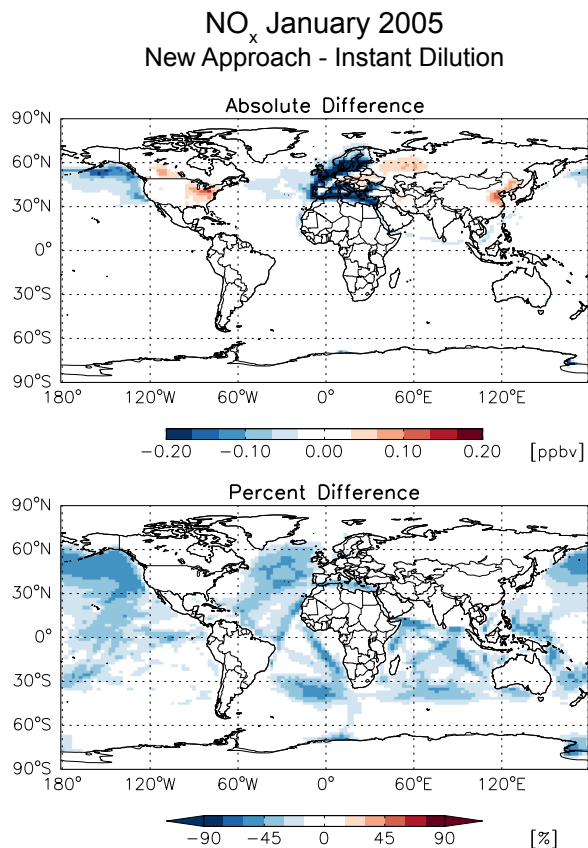 NOx January 2005
New Approach - Instant Dilution
Absolute Difference
90°N
60°N
30°N
0°
30°S
60°S
90°S
180° 120°W 60°W 0° 60°E 120°E
−0.20 −0.10 0.00 0.10 0.20 [ppbv]
Percent Difference
90°N
60°N
30°N
0°
30°S
60°S
90°S
180° 120°W 60°W 0° 60°E 120°E
−90 −45 0 45 90 [%]